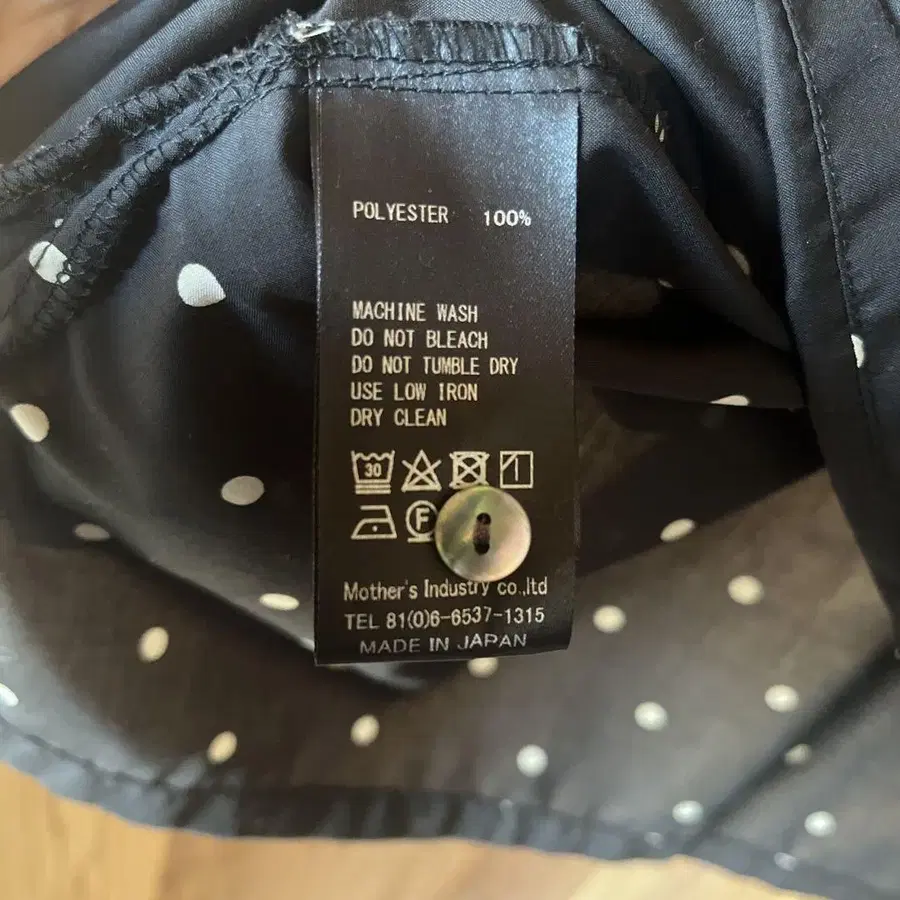 POLYESTER 100%
MACHINE WASH
DO NOT BLEACH
DO NOT TUMBLE DRY
USE LOW IRON
DRY CLEAN
30
F
Mother's Industry co.,ltd
TEL 81(0)6-6537-1315
MADE IN JAPAN